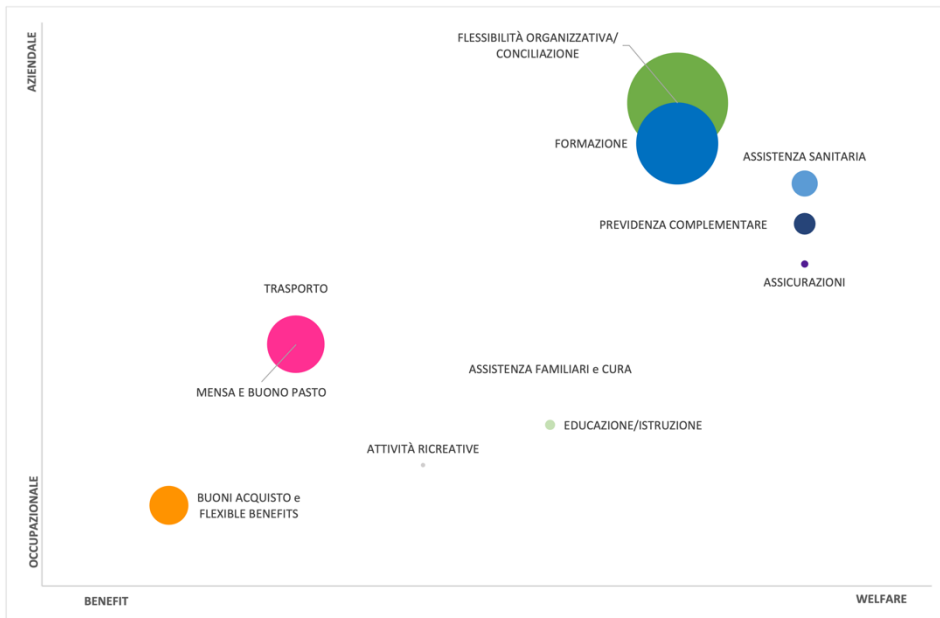 AZIENDALE
FLESSIBILITÀ ORGANIZZATIVA/
CONCILIAZIONE
FORMAZIONE
ASSISTENZA SANITARIA
PREVIDENZA COMPLEMENTARE
ASSICURAZIONI
TRASPORTO
MENSA E BUONO PASTO
ASSISTENZA FAMILIARI e CURA
EDUCAZIONE/ISTRUZIONE
ATTIVITÀ RICREATIVE
BUONI ACQUISTO e
FLEXIBLE BENEFITS
OCCUPAZIONALE
BENEFIT
WELFARE